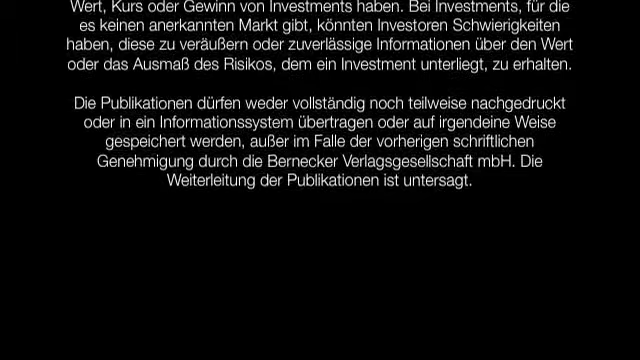 Wert, Kurs oder Gewinn von Investments haben. Bei Investments, für die
es keinen anerkannten Markt gibt, könnten Investoren Schwierigkeiten
haben, diese zu veräußern oder zuverlässige Informationen über den Wert
oder das Ausmaß des Risikos, dem ein Investment unterliegt, zu erhalten.
Die Publikationen dürfen weder vollständig noch teilweise nachgedruckt
oder in ein Informationssystem übertragen oder auf irgendeine Weise
gespeichert werden, außer im Falle der vorherigen schriftlichen
Genehmigung durch die Bernecker Verlagsgesellschaft mbH. Die
Weiterleitung der Publikationen ist untersagt.